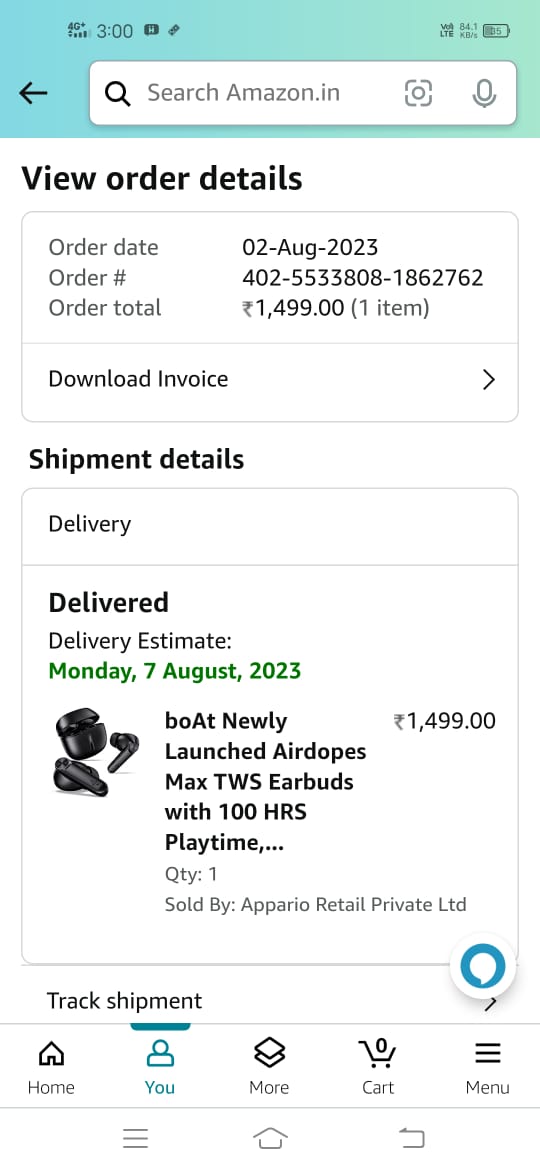 4G+ 3:00 Vo) LTE 84.1 KB/s 35
Search Amazon.in
View order details
Order date 02-Aug-2023
Order # 402-5533808-1862762
Order total ₹1,499.00 (1 item)
Download Invoice
Shipment details
Delivery
Delivered
Delivery Estimate:
Monday, 7 August, 2023
boAt Newly ₹1,499.00
Launched Airdopes
Max TWS Earbuds
with 100 HRS
Playtime,...
Qty: 1
Sold By: Appario Retail Private Ltd
Track shipment
0
Home You More Cart Menu